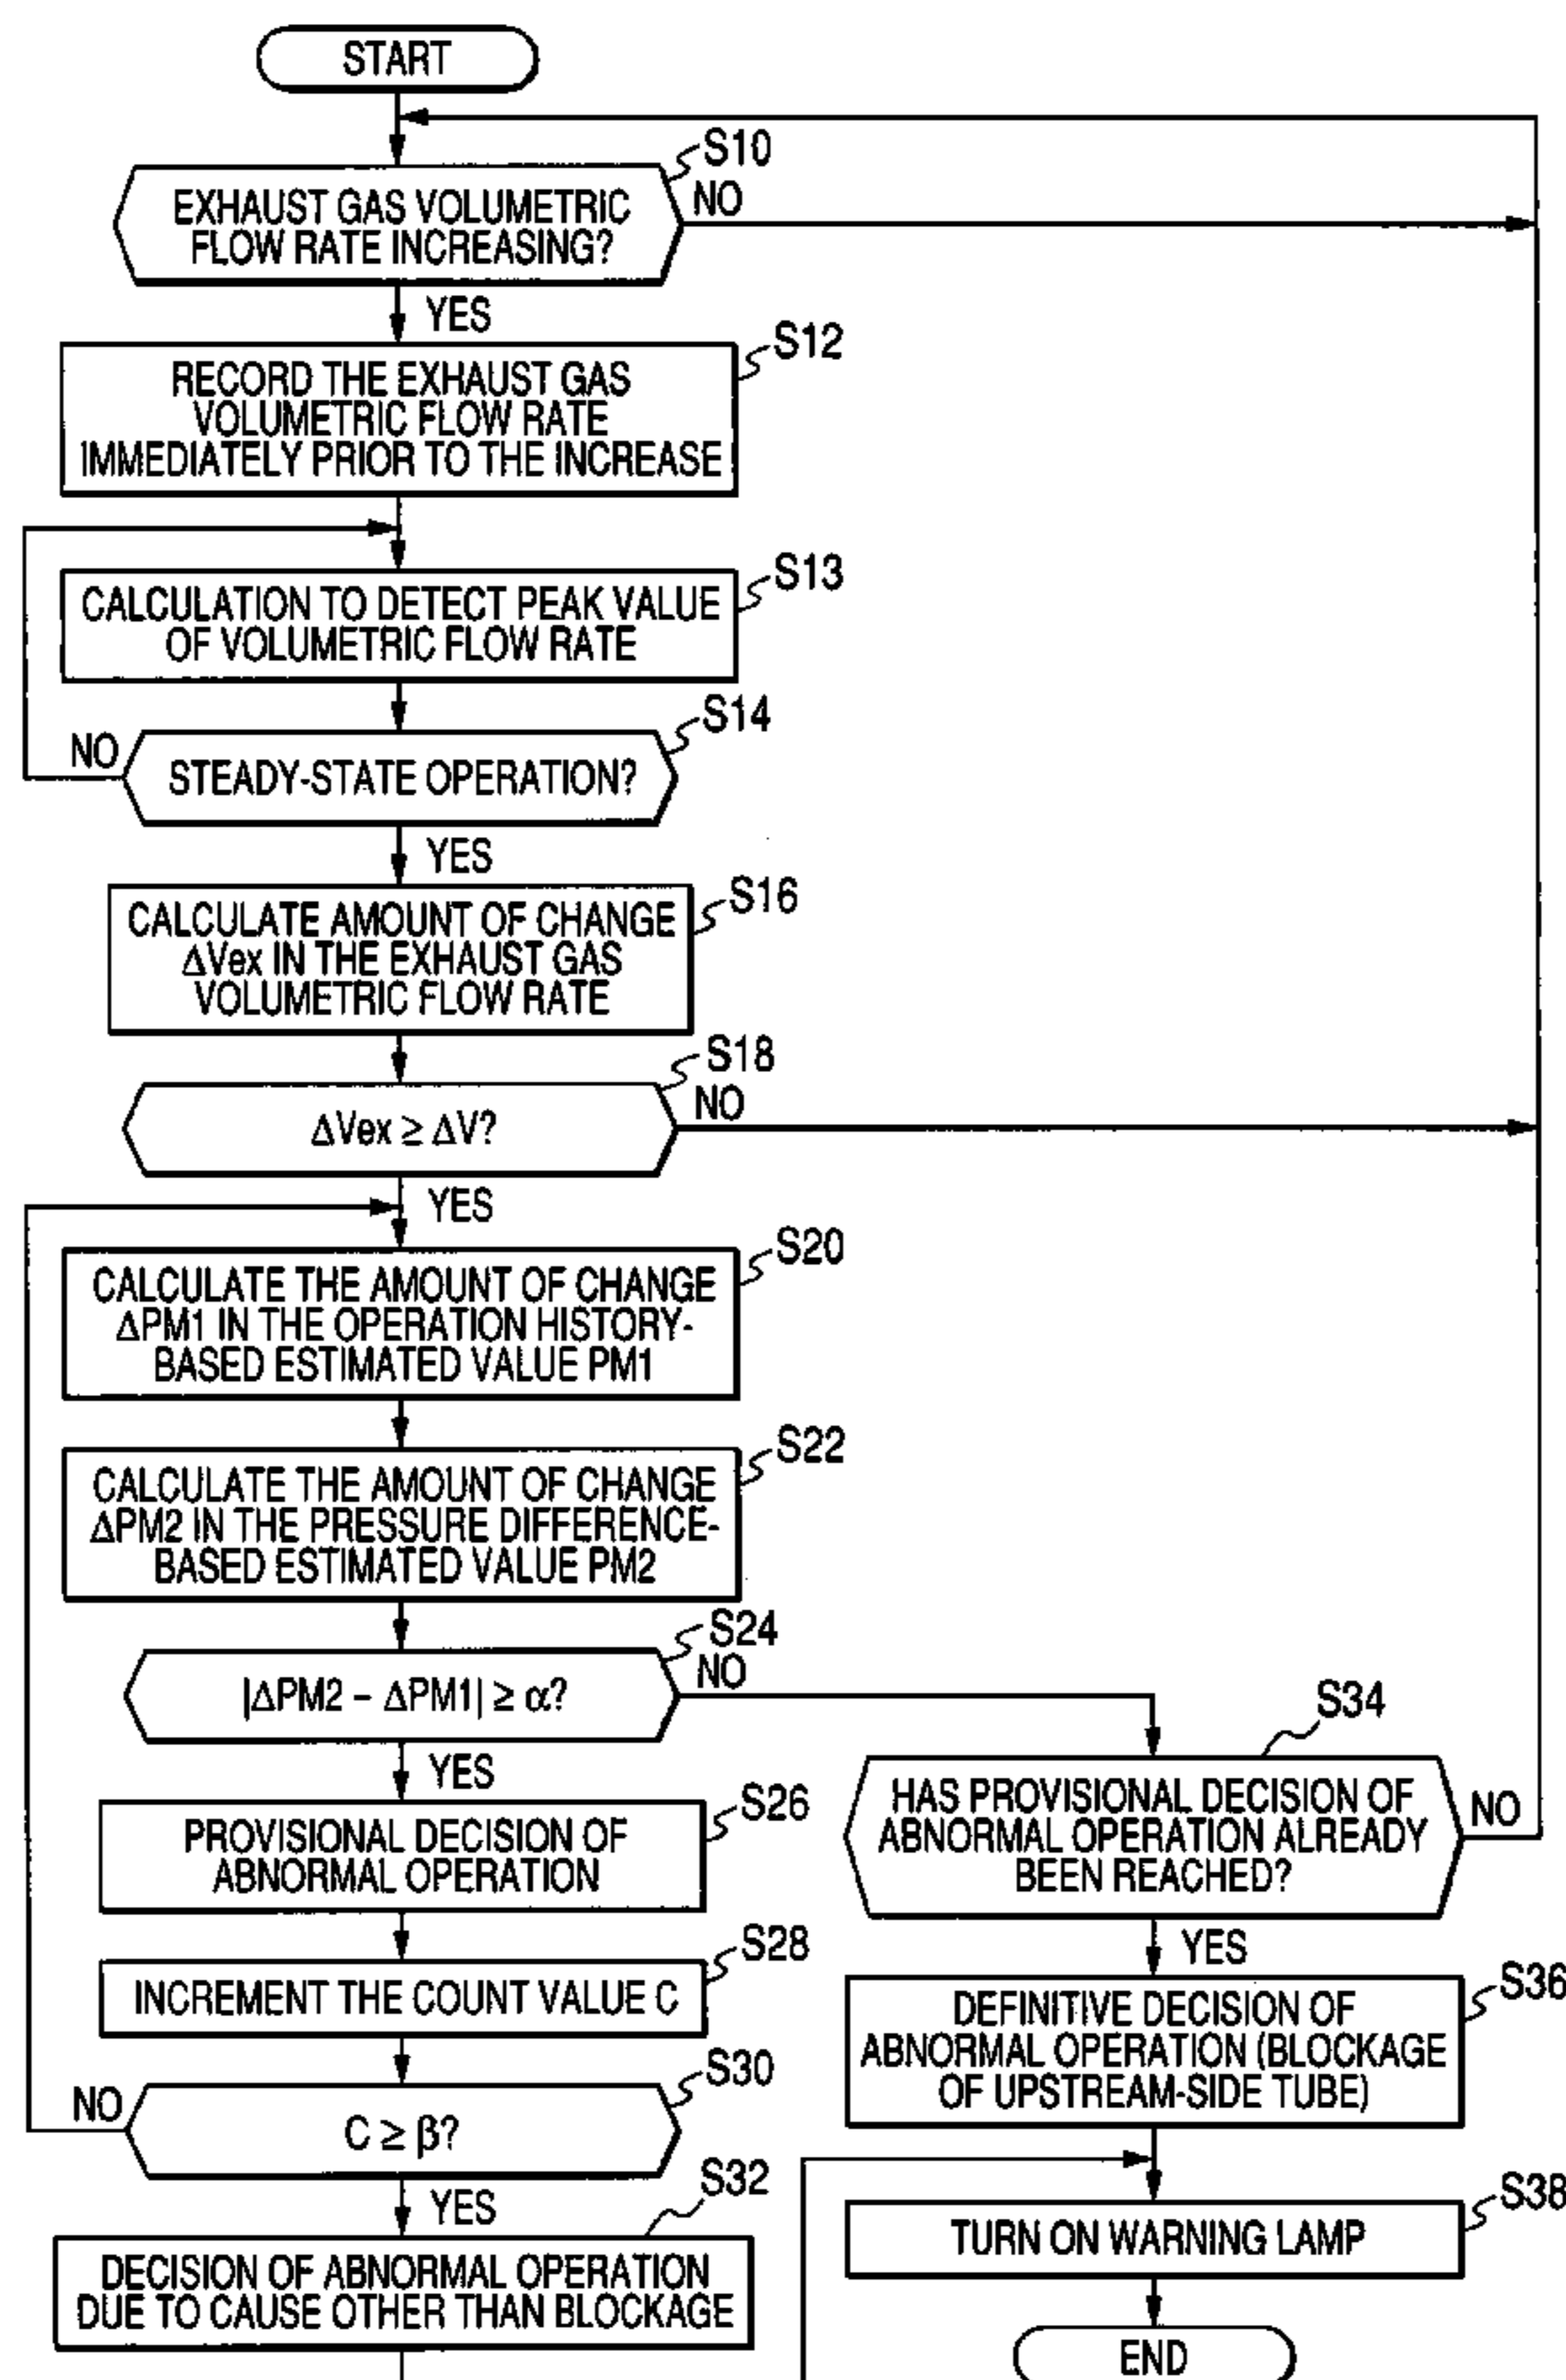 START
S10
EXHAUST GAS VOLUMETRIC
FLOW RATE INCREASING?
NO
YES
S12
RECORD THE EXHAUST GAS
VOLUMETRIC FLOW RATE
IMMEDIATELY PRIOR TO THE INCREASE
S13
CALCULATION TO DETECT PEAK VALUE
OF VOLUMETRIC FLOW RATE
S14
NO
STEADY-STATE OPERATION?
YES
S16
CALCULATE AMOUNT OF CHANGE
ΔVex IN THE EXHAUST GAS
VOLUMETRIC FLOW RATE
S18
NO
ΔVex ≥ ΔV?
YES
S20
CALCULATE THE AMOUNT OF CHANGE
ΔPM1 IN THE OPERATION HISTORY-
BASED ESTIMATED VALUE PM1
S22
CALCULATE THE AMOUNT OF CHANGE
ΔPM2 IN THE PRESSURE DIFFERENCE-
BASED ESTIMATED VALUE PM2
S24
NO
|ΔPM2 – ΔPM1| ≥ α?
YES
S26
PROVISIONAL DECISION OF
ABNORMAL OPERATION
S28
INCREMENT THE COUNT VALUE C
S30
NO
C ≥ β?
YES
S32
DECISION OF ABNORMAL OPERATION
DUE TO CAUSE OTHER THAN BLOCKAGE
S34
HAS PROVISIONAL DECISION OF
ABNORMAL OPERATION ALREADY
BEEN REACHED?
NO
YES
S36
DEFINITIVE DECISION OF
ABNORMAL OPERATION (BLOCKAGE
OF UPSTREAM-SIDE TUBE)
S38
TURN ON WARNING LAMP
END